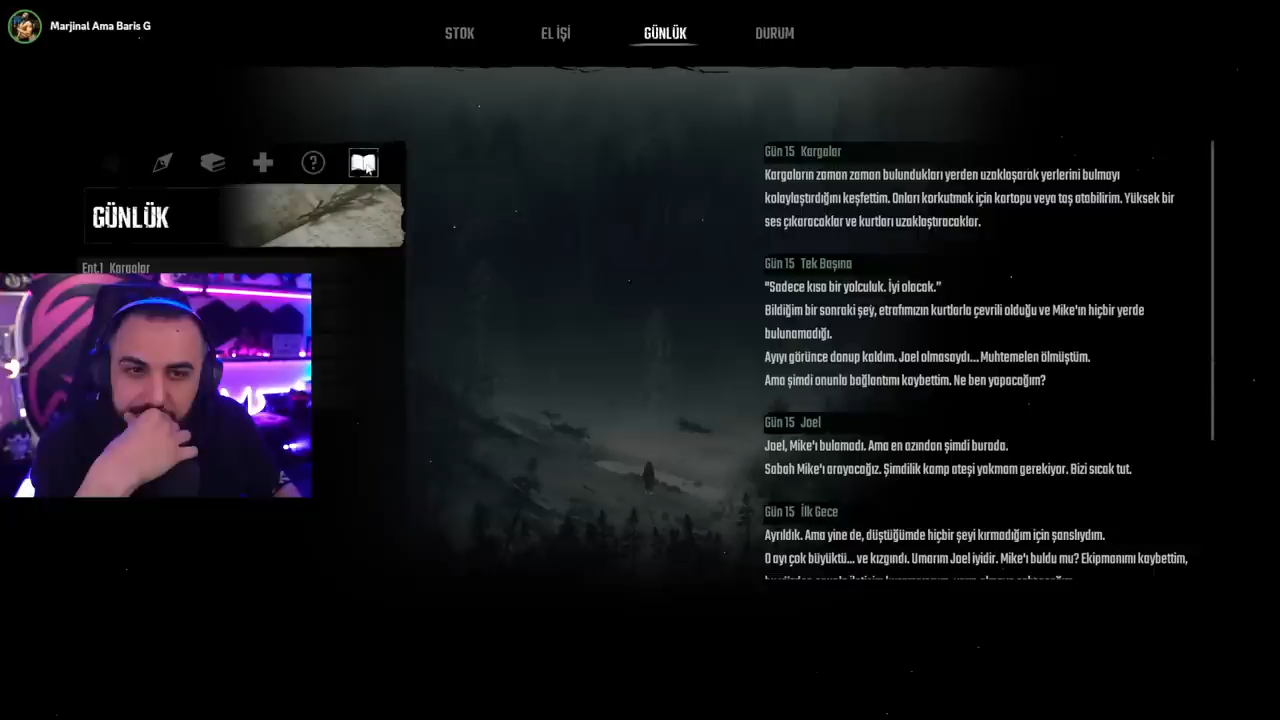 Marjinal Ama Baris G
STOK
EL İŞİ
GÜNLÜK
DURUM
GÜNLÜK
Ent.1 Kargalar
Gün 15 Kargalar
Kargaların zaman zaman bulundukları yerden uzaklaşarak yerlerini bulmayı
kolaylaştırdığını keşfettim. Onları korkutmak için kartopu veya taş atabilirim. Yüksek bir
ses çıkaracaklar ve kurtları uzaklaştıracaklar.
Gün 15 Tek Başına
"Sadece kısa bir yolculuk. İyi olacak."
Bildiğim bir sonraki şey, etrafımızın kurtlarla çevrili olduğu ve Mike'ın hiçbir yerde
bulunamadığı.
Ayıyı görünce donup kaldım. Joel olmasaydı... Muhtemelen ölmüştüm.
Ama şimdi onunla bağlantımı kaybettim. Ne ben yapacağım?
Gün 15 Joel
Joel, Mike'ı bulamadı. Ama en azından şimdi burada.
Sabah Mike'ı arayacağız. Şimdilik kamp ateşi yakmam gerekiyor. Bizi sıcak tut.
Gün 15 İlk Gece
Ayrıldık. Ama yine de, düştüğümde hiçbir şeyi kırmadığım için şanslıydım.
O ayı çok büyüktü... ve kızgındı. Umarım Joel iyidir. Mike'ı buldu mu? Ekipmanımı kaybettim,